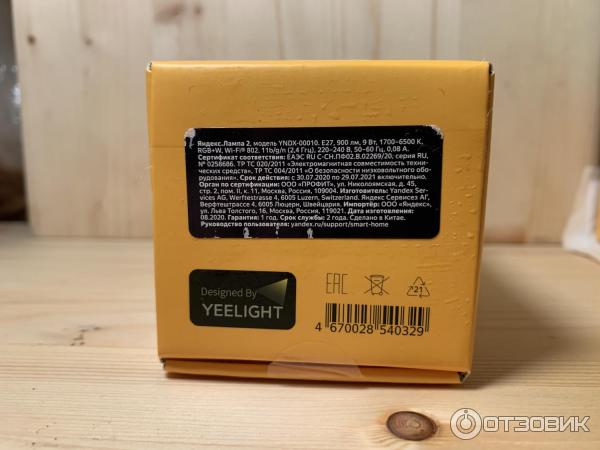 Яндекс.Лампа 2, модель YNDX-00010. E27, 900 лм, 9 Вт, 1700–6500 K,
RGB+W, Wi-Fi® 802. 11b/g/n (2,4 Ггц), 220–240 В, 50–60 Гц, 0,08 А.
Сертификат соответствия: ЕАЭС RU С-CH.ПФ02.В.02269/20, серия RU,
№ 0258686. ТР ТС 020/2011 «Электромагнитная совместимость техни-
ческих средств», ТР ТС 004/2011 «О безопасности низковольтного обо-
рудования». Срок действия: с 30.07.2020 по 29.07.2021 включительно.
Орган по сертификации: ООО «ПРОФИТ», ул. Николоямская, д. 45,
стр. 2, пом. II, к. 11, Москва, Россия, 109004. Изготовитель: Yandex Ser-
vices AG, Werftestrasse 4, 6005 Luzern, Switzerland. Яндекс Сервисез АГ,
Верфтештрассе 4, 6005 Люцерн, Швейцария. Импортёр: ООО «Яндекс»,
ул. Льва Толстого, 16, Москва, Россия, 119021. Дата изготовления:
08.2020. Гарантия: 1 год. Срок службы: 2 года. Сделано в Китае.
Руководство пользователя: yandex.ru/support/smart-home
Designed By
YEELIGHT
EAC
21
4 670028 540329
ОТЗОВИК